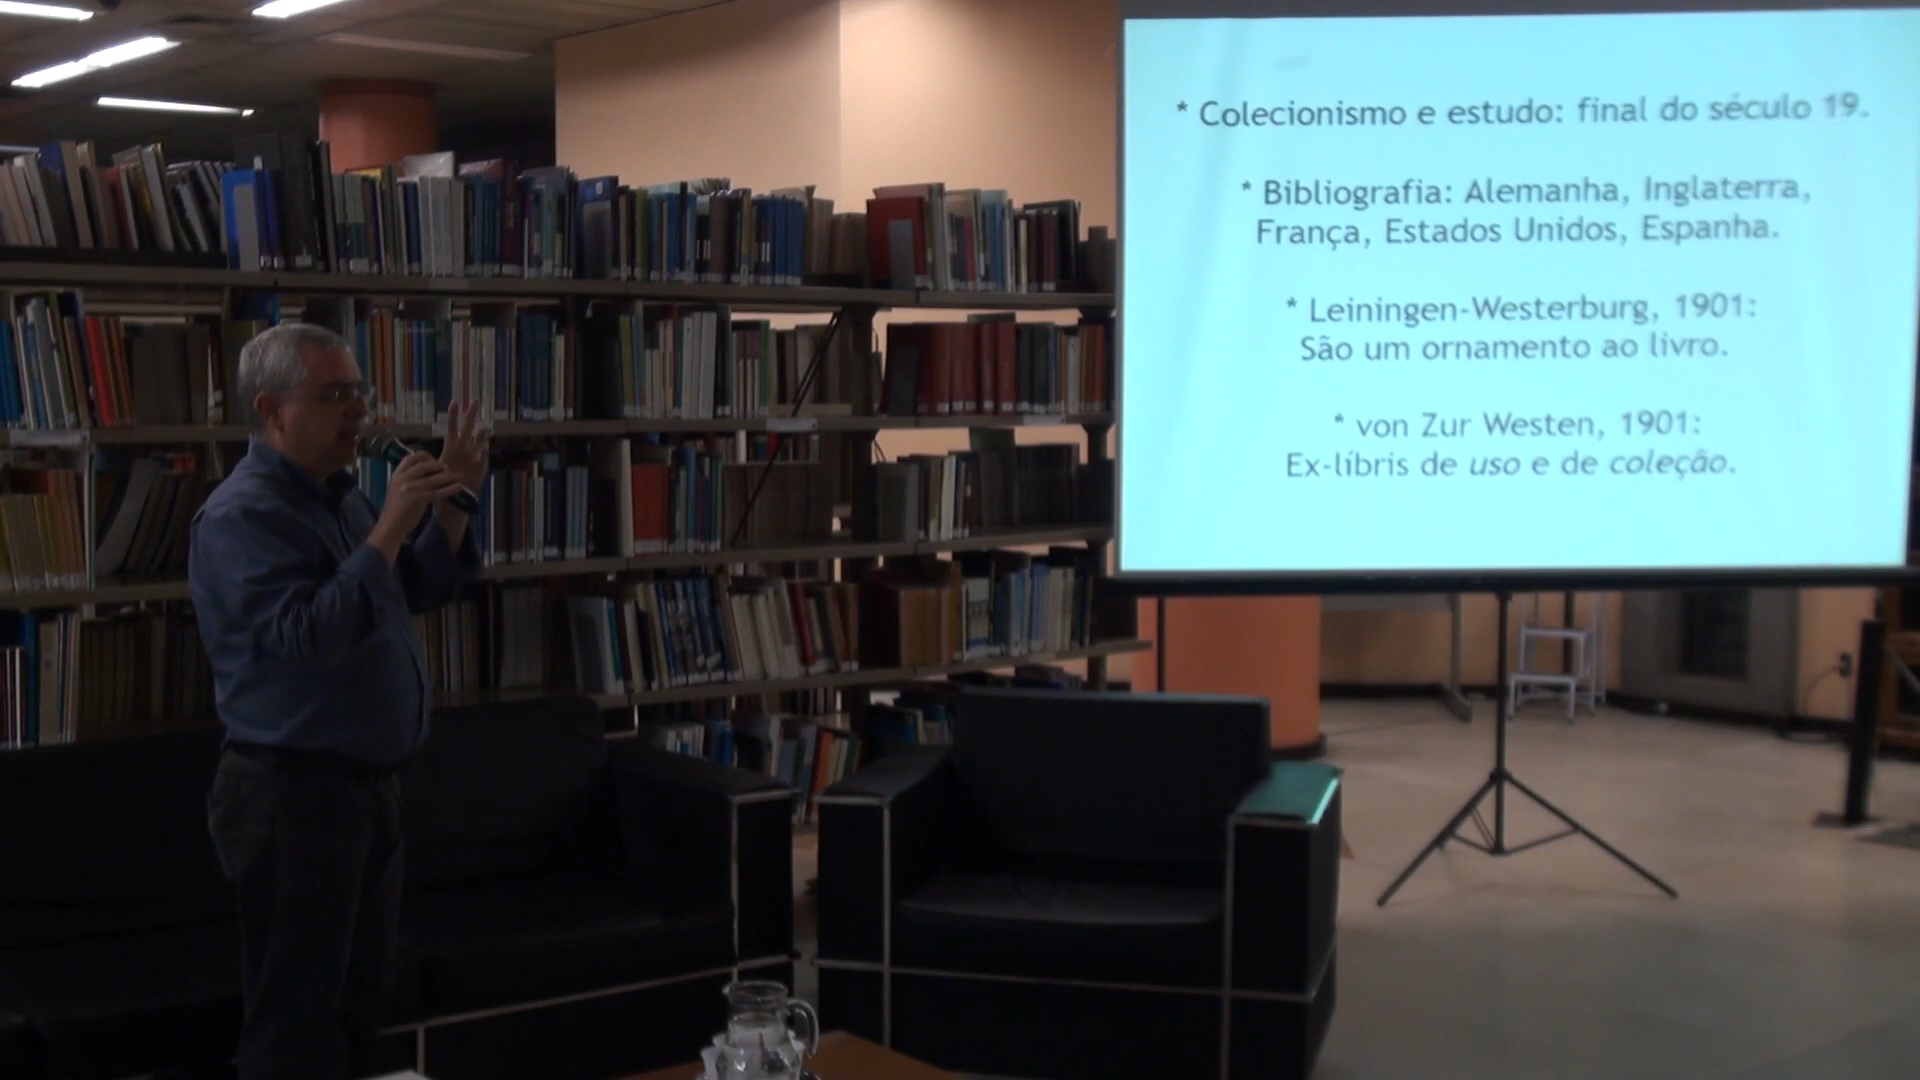 * Colecionismo e estudo: final do século 19.
* Bibliografia: Alemanha, Inglaterra,
França, Estados Unidos, Espanha.
* Leiningen-Westerburg, 1901:
São um ornamento ao livro.
* von Zur Westen, 1901:
Ex-líbris de uso e de coleção.